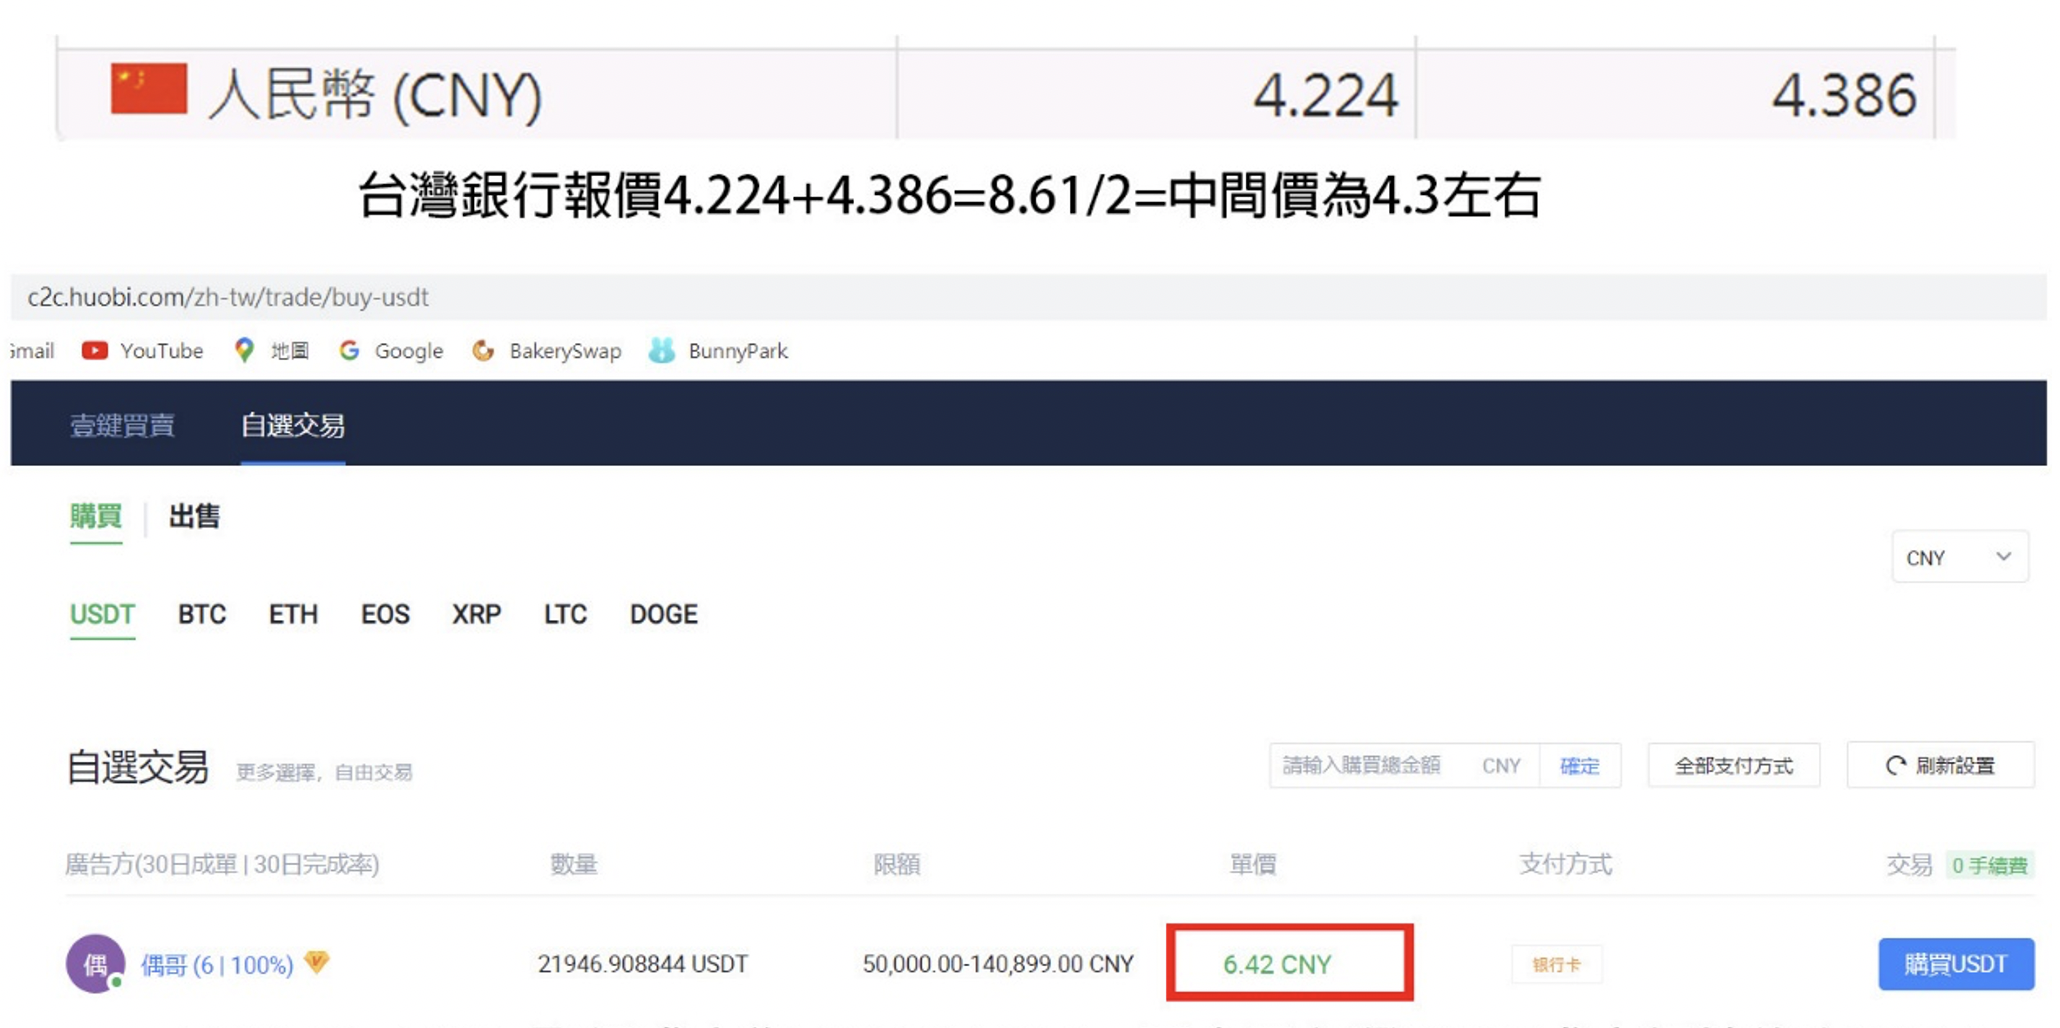 人民幣 (CNY) 4.224 4.386
台灣銀行報價4.224+4.386=8.61/2=中間價為4.3左右
c2c.huobi.com/zh-tw/trade/buy-usdt
Gmail YouTube 地圖 Google BakerySwap BunnyPark
壹鍵買賣 自選交易
購買 | 出售
CNY
USDT BTC ETH EOS XRP LTC DOGE
自選交易 更多選擇，自由交易 請輸入購買總金額 CNY 確定 全部支付方式 刷新設置
廣告方(30日成單 | 30日完成率) 數量 限額 單價 支付方式 交易 0 手續費
偶 偶哥 (6 | 100%) V 21946.908844 USDT 50,000.00-140,899.00 CNY 6.42 CNY 银行卡 購買USDT